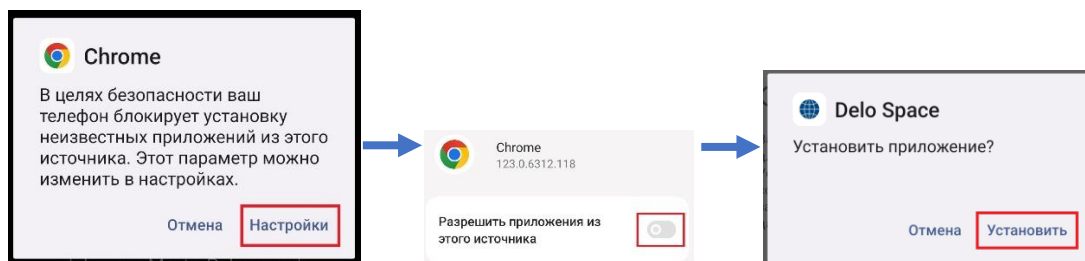 Chrome
В целях безопасности ваш
телефон блокирует установку
неизвестных приложений из этого
источника. Этот параметр можно
изменить в настройках.
Отмена Настройки
Chrome
123.0.6312.118
Разрешить приложения из
этого источника
Delo Space
Установить приложение?
Отмена Установить